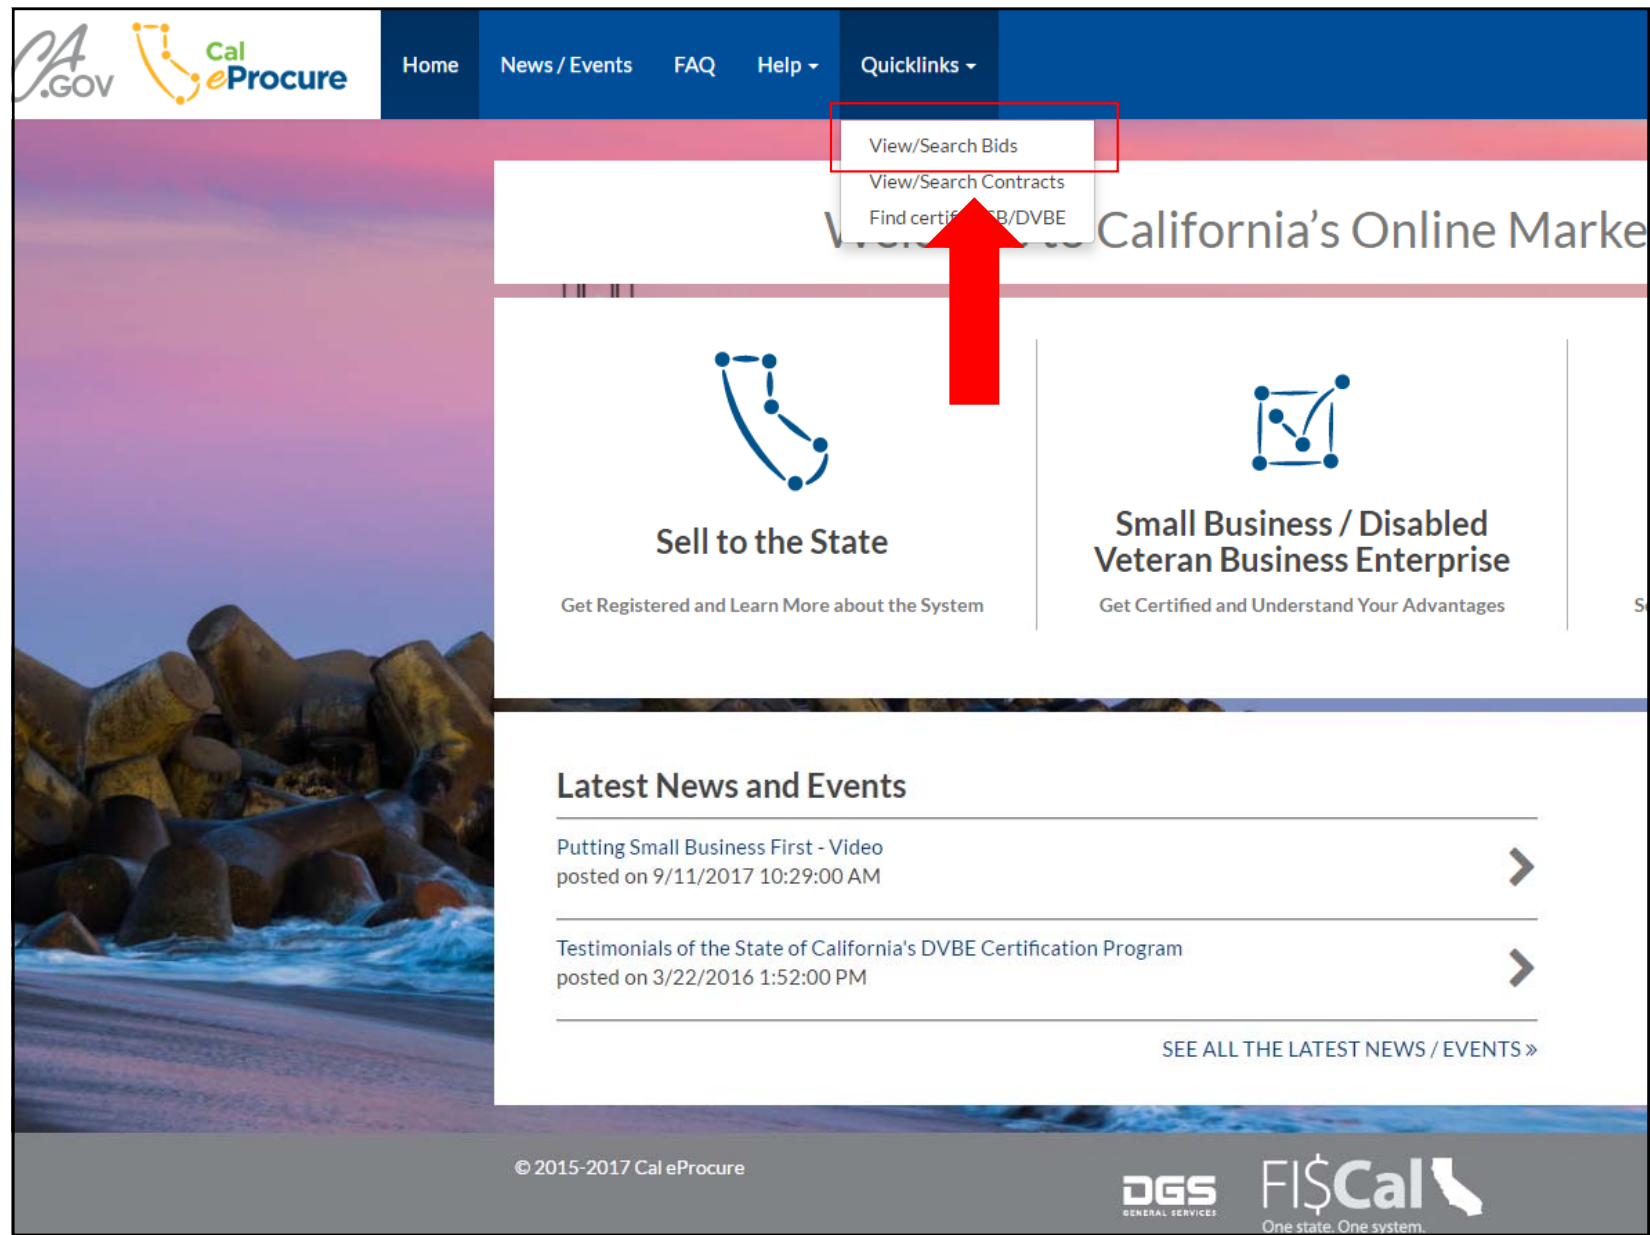 CA
.GOV
Cal
eProcure
Home
News / Events
FAQ
Help
Quicklinks
View/Search Bids
View/Search Contracts
Find B/DVBE
to California's Online
Sell to the State
Get Registered and Learn More about the System
Small Business / Disabled
Veteran Business Enterprise
Get Certified and Understand Your Advantages
Latest News and Events
Putting Small Business First - Video
posted on 9/11/2017 10:29:00 AM
Testimonials of the State of California's DVBE Certification Program
posted on 3/22/2016 1:52:00 PM
SEE ALL THE LATEST NEWS / EVENTS »
© 2015-2017 Cal eProcure
DGS
GENERAL SERVICES
FI$Cal
One state. One system.